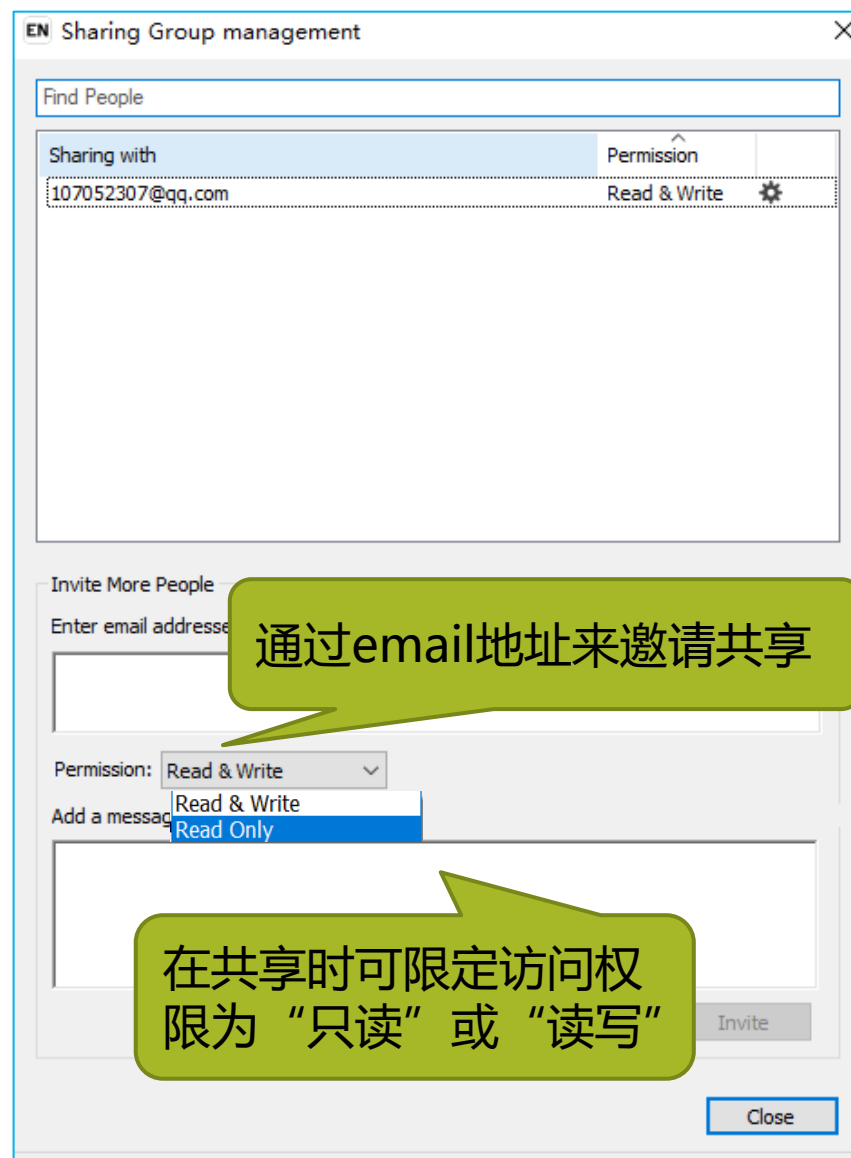 EN Sharing Group management
Find People
Sharing with Permission
107052307@qq.com Read & Write
Invite More People
Enter email addresse
通过email地址来邀请共享
Permission: Read & Write
Read & Write
Add a messag
Read Only
在共享时可限定访问权
限为“只读”或“读写”
Invite
Close